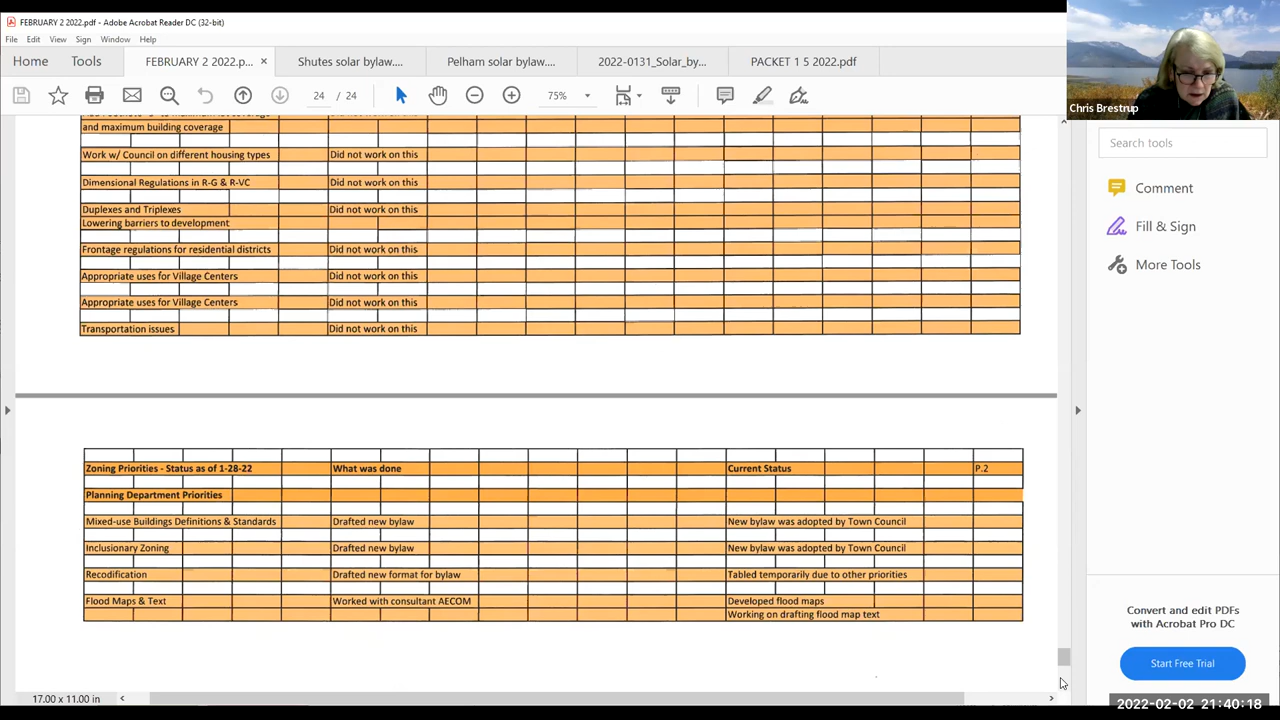 FEBRUARY 2 2022.pdf - Adobe Acrobat Reader DC (32-bit)
File Edit View Sign Window Help
Home Tools FEBRUARY 2 2022.p... × Shutes solar bylaw.... Pelham solar bylaw.... 2022-0131_Solar_by... PACKET 1 5 2022.pdf
24 / 24 75%
Chris Brestrup
Search tools
Comment
Fill & Sign
More Tools
and maximum building coverage
Work w/ Council on different housing types Did not work on this
Dimensional Regulations in R-G & R-VC Did not work on this
Duplexes and Triplexes Did not work on this
Lowering barriers to development
Frontage regulations for residential districts Did not work on this
Appropriate uses for Village Centers Did not work on this
Appropriate uses for Village Centers Did not work on this
Transportation issues Did not work on this
Zoning Priorities - Status as of 1-28-22 What was done Current Status P.2
Planning Department Priorities
Mixed-use Buildings Definitions & Standards Drafted new bylaw New bylaw was adopted by Town Council
Inclusionary Zoning Drafted new bylaw New bylaw was adopted by Town Council
Recodification Drafted new format for bylaw Tabled temporarily due to other priorities
Flood Maps & Text Worked with consultant AECOM Developed flood maps
Working on drafting flood map text
Convert and edit PDFs
with Acrobat Pro DC
Start Free Trial
17.00 x 11.00 in
2022-02-02 21:40:18